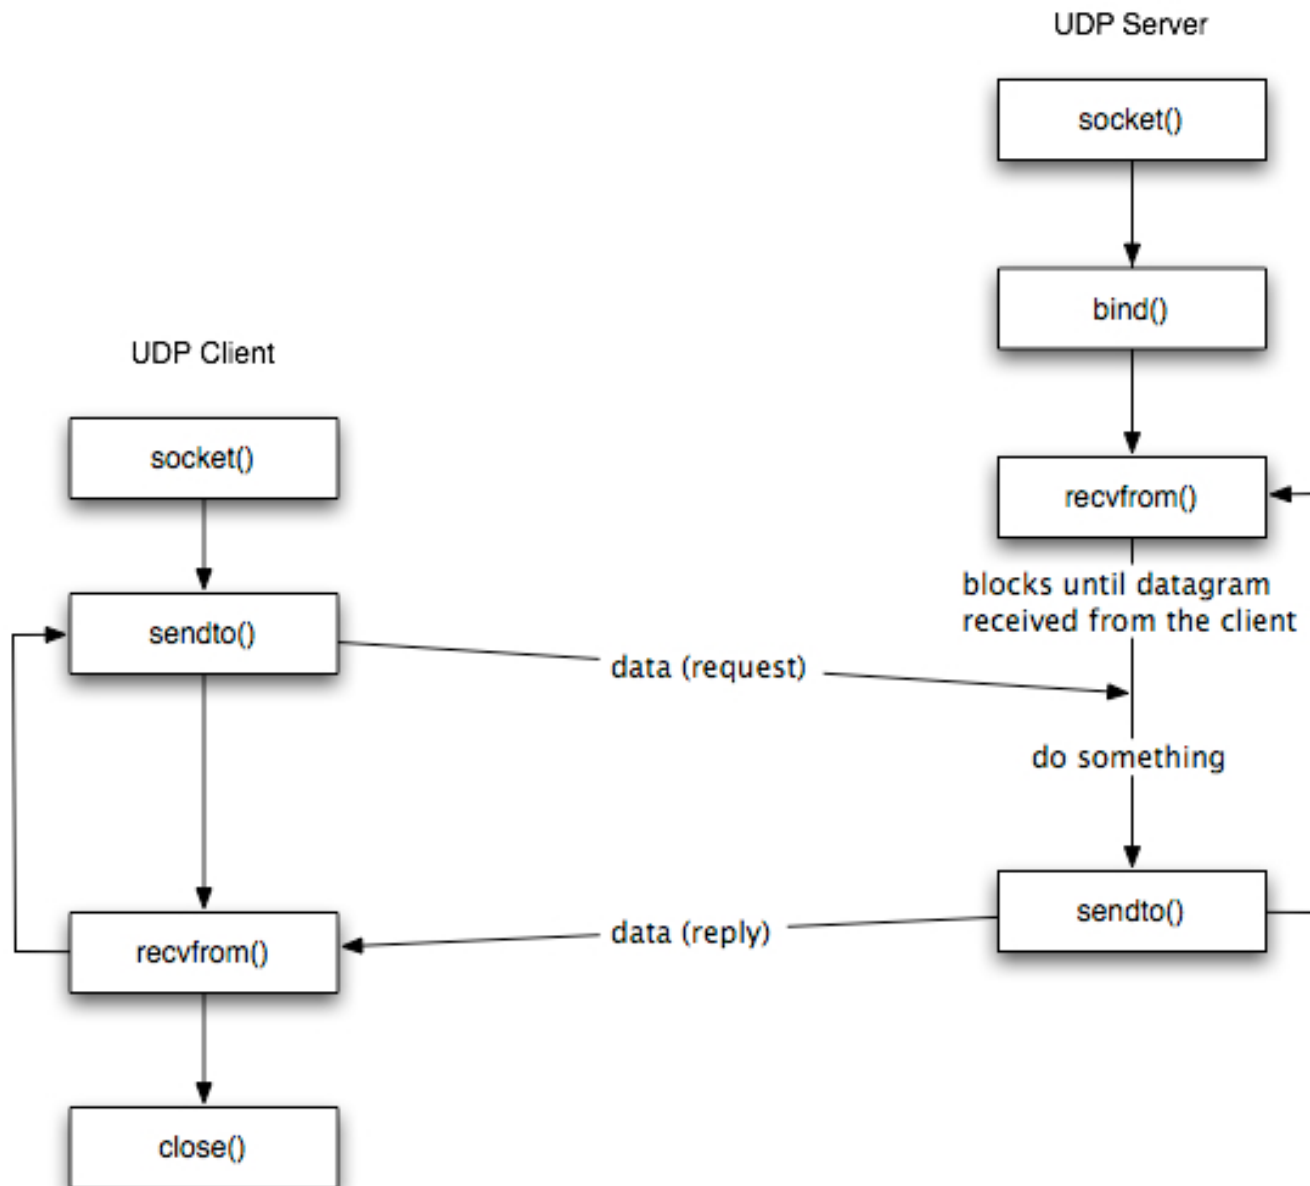 UDP Server
socket()
bind()
UDP Client
socket()
recvfrom()
blocks until datagram
received from the client
sendto()
data (request)
do something
sendto()
data (reply)
recvfrom()
close()